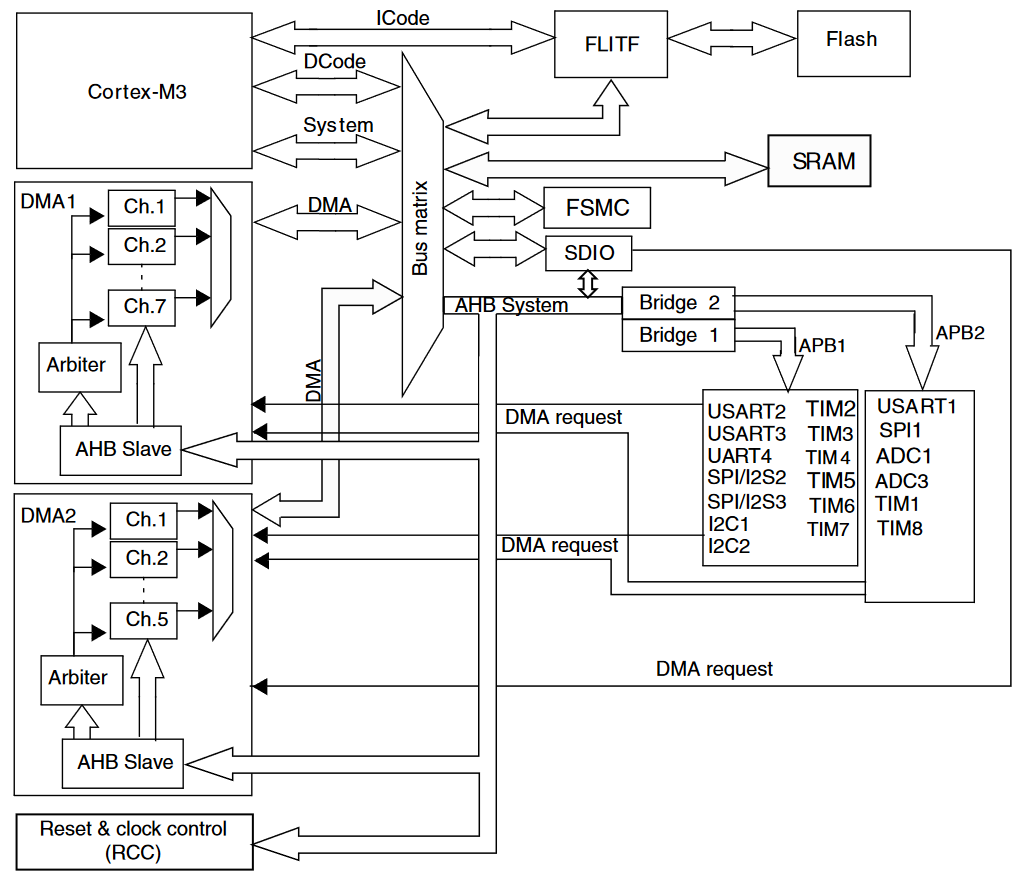 ICode
FLITF
Flash
Cortex-M3
DCode
System
SRAM
DMA1
Ch.1
Ch.2
Ch.7
DMA
Bus matrix
FSMC
SDIO
AHB System
Bridge 2
Bridge 1
APB1
APB2
Arbiter
AHB Slave
DMA
DMA request
USART2
USART3
UART4
SPI/I2S2
SPI/I2S3
I2C1
I2C2
TIM2
TIM3
TIM4
TIM5
TIM6
TIM7
USART1
SPI1
ADC1
ADC3
TIM1
TIM8
DMA2
Ch.1
Ch.2
Ch.5
DMA request
Arbiter
AHB Slave
DMA request
Reset & clock control
(RCC)